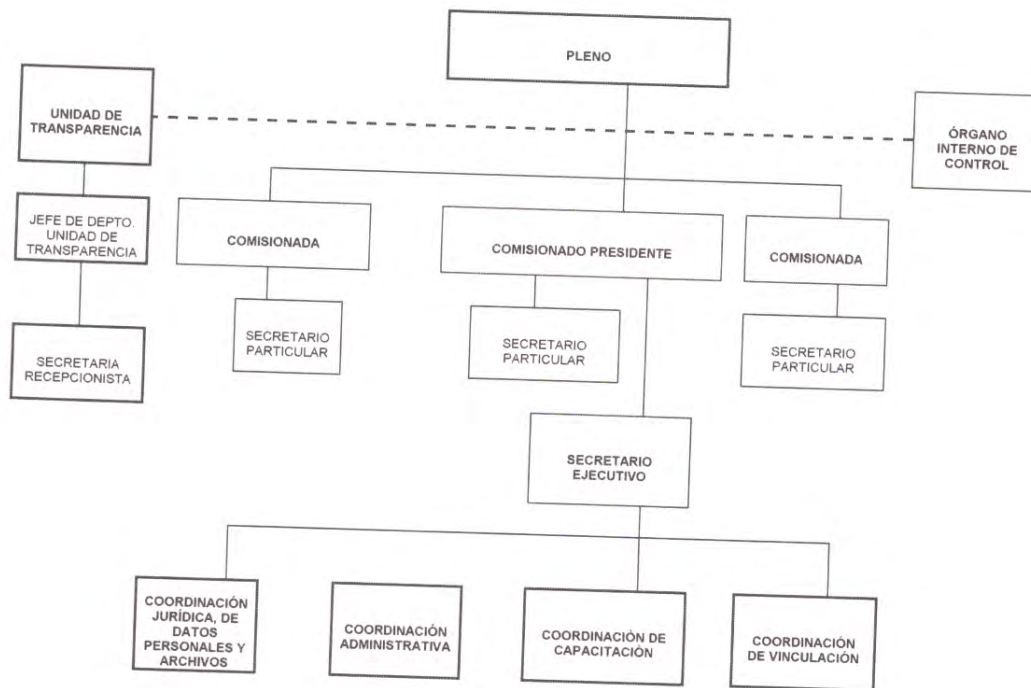 PLENO
UNIDAD DE
TRANSPARENCIA
ÓRGANO
INTERNO DE
CONTROL
JEFE DE DEPTO.
UNIDAD DE
TRANSPARENCIA
COMISIONADA
COMISIONADO PRESIDENTE
COMISIONADA
SECRETARIA
RECEPCIONISTA
SECRETARIO
PARTICULAR
SECRETARIO
PARTICULAR
SECRETARIO
PARTICULAR
SECRETARIO
EJECUTIVO
COORDINACIÓN
JURÍDICA, DE
DATOS
PERSONALES Y
ARCHIVOS
COORDINACIÓN
ADMINISTRATIVA
COORDINACIÓN DE
CAPACITACIÓN
COORDINACIÓN
DE VINCULACIÓN